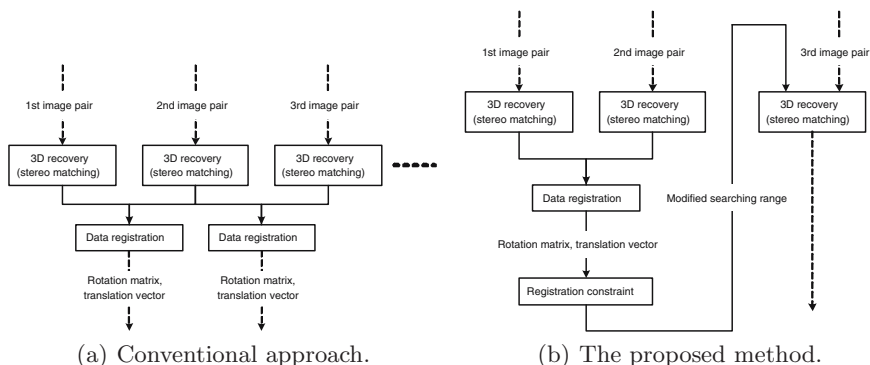 1st image pair
2nd image pair
3rd image pair
3D recovery
(stereo matching)
3D recovery
(stereo matching)
3D recovery
(stereo matching)
Data registration
Data registration
Rotation matrix,
translation vector
Rotation matrix,
translation vector
(a) Conventional approach.
1st image pair
2nd image pair
3rd image pair
3D recovery
(stereo matching)
3D recovery
(stereo matching)
3D recovery
(stereo matching)
Data registration
Modified searching range
Rotation matrix, translation vector
Registration constraint
(b) The proposed method.